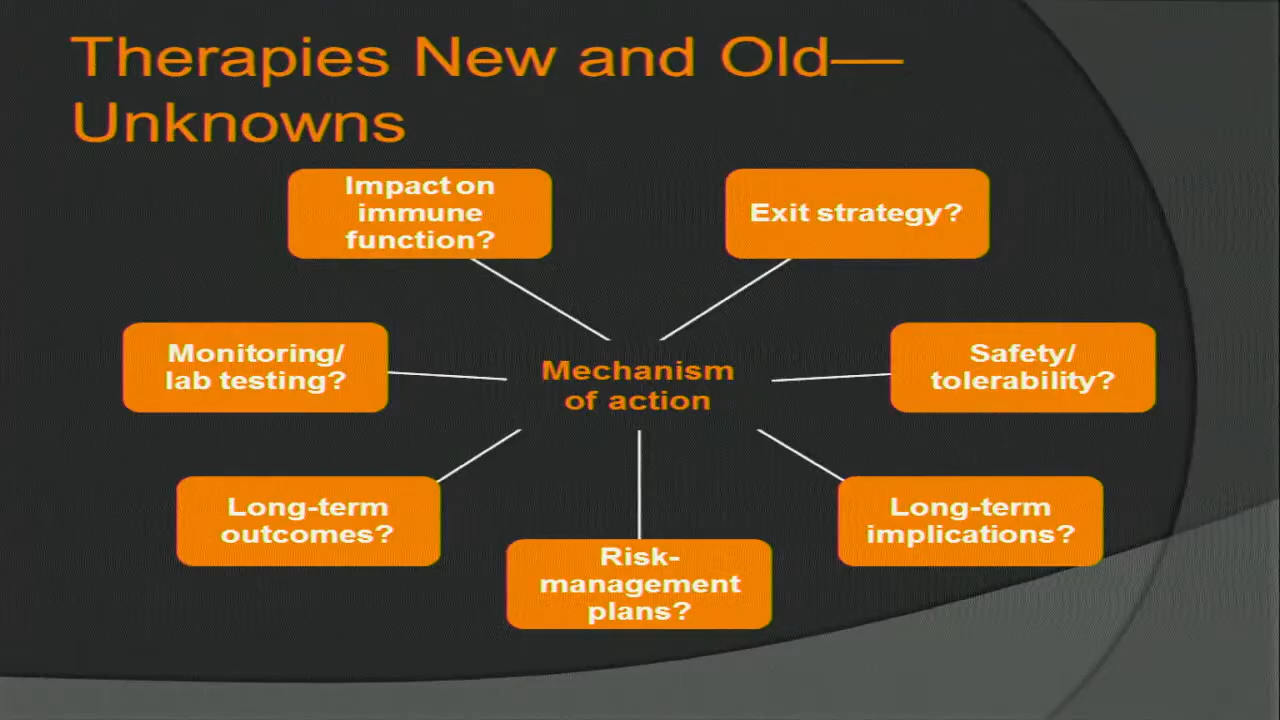 Therapies New and Old—
Unknowns
Impact on
immune
function?
Exit strategy?
Monitoring/
lab testing?
Mechanism
of action
Safety/
tolerability?
Long-term
outcomes?
Risk-
management
plans?
Long-term
implications?